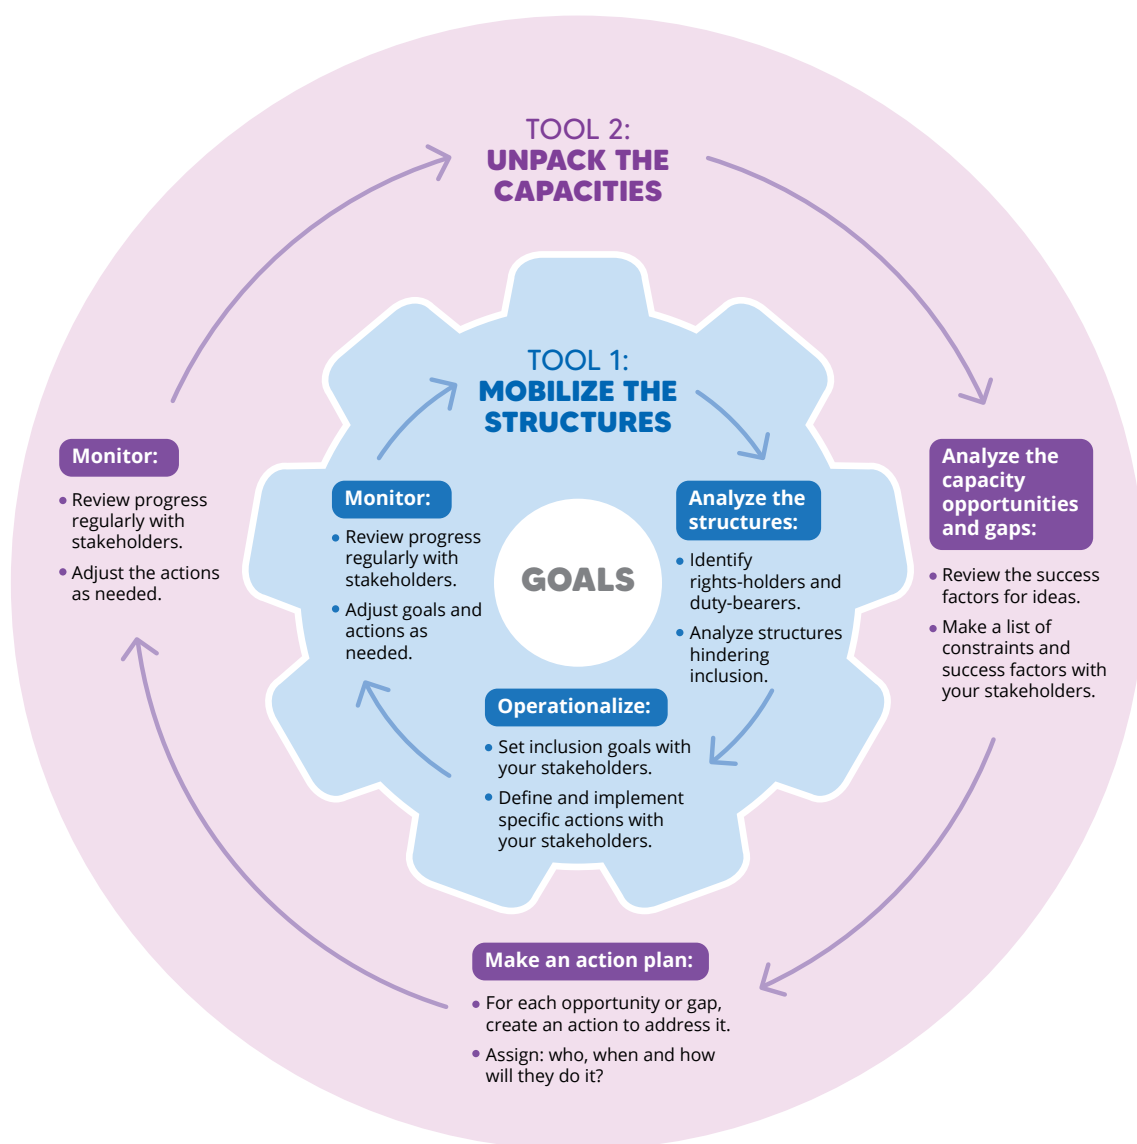 TOOL 2:
UNPACK THE
CAPACITIES
TOOL 1:
MOBILIZE THE
STRUCTURES
GOALS
Analyze the
structures:
• Identify
rights-holders and
duty-bearers.
• Analyze structures
hindering
inclusion.
Operationalize:
• Set inclusion goals with
your stakeholders.
• Define and implement
specific actions with
your stakeholders.
Monitor:
• Review progress
regularly with
stakeholders.
• Adjust goals and
actions as
needed.
Analyze the
capacity
opportunities
and gaps:
• Review the success
factors for ideas.
• Make a list of
constraints and
success factors with
your stakeholders.
Make an action plan:
• For each opportunity or gap,
create an action to address it.
• Assign: who, when and how
will they do it?
Monitor:
• Review progress
regularly with
stakeholders.
• Adjust the actions
as needed.